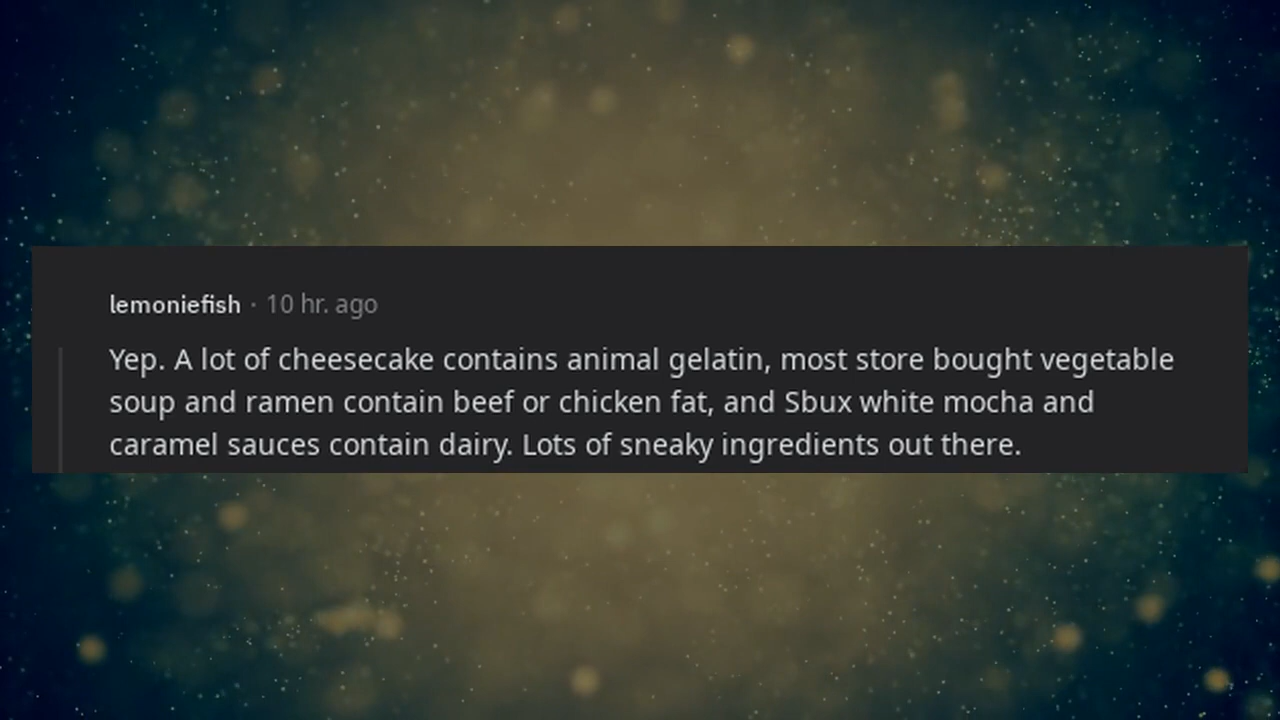 lemoniefish · 10 hr. ago
Yep. A lot of cheesecake contains animal gelatin, most store bought vegetable
soup and ramen contain beef or chicken fat, and Sbux white mocha and
caramel sauces contain dairy. Lots of sneaky ingredients out there.